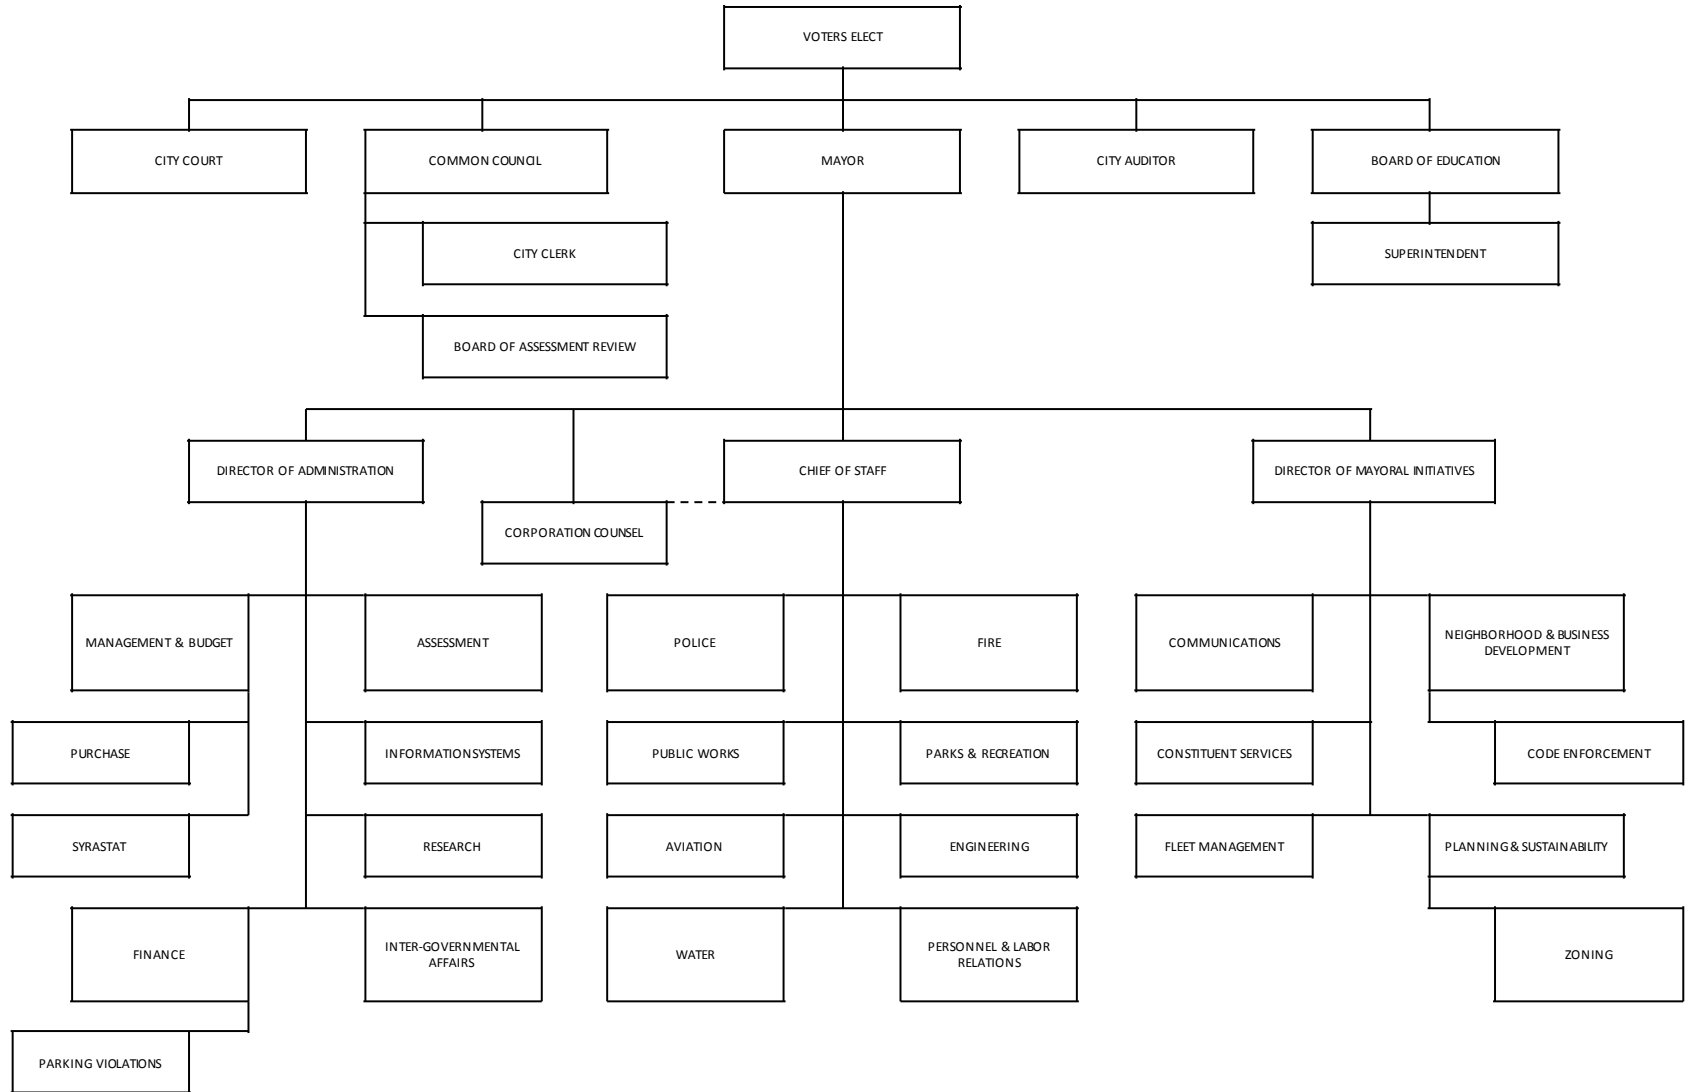 VOTERS ELECT
CITY COURT
COMMON COUNCIL
MAYOR
CITY AUDITOR
BOARD OF EDUCATION
CITY CLERK
SUPERINTENDENT
BOARD OF ASSESSMENT REVIEW
DIRECTOR OF ADMINISTRATION
CHIEF OF STAFF
DIRECTOR OF MAYORAL INITIATIVES
CORPORATION COUNSEL
MANAGEMENT & BUDGET
ASSESSMENT
POLICE
FIRE
COMMUNICATIONS
NEIGHBORHOOD & BUSINESS
DEVELOPMENT
PURCHASE
INFORMATION SYSTEMS
PUBLIC WORKS
PARKS & RECREATION
CONSTITUENT SERVICES
CODE ENFORCEMENT
SYRASTAT
RESEARCH
AVIATION
ENGINEERING
FLEET MANAGEMENT
PLANNING & SUSTAINABILITY
FINANCE
INTER-GOVERNMENTAL
AFFAIRS
WATER
PERSONNEL & LABOR
RELATIONS
ZONING
PARKING VIOLATIONS